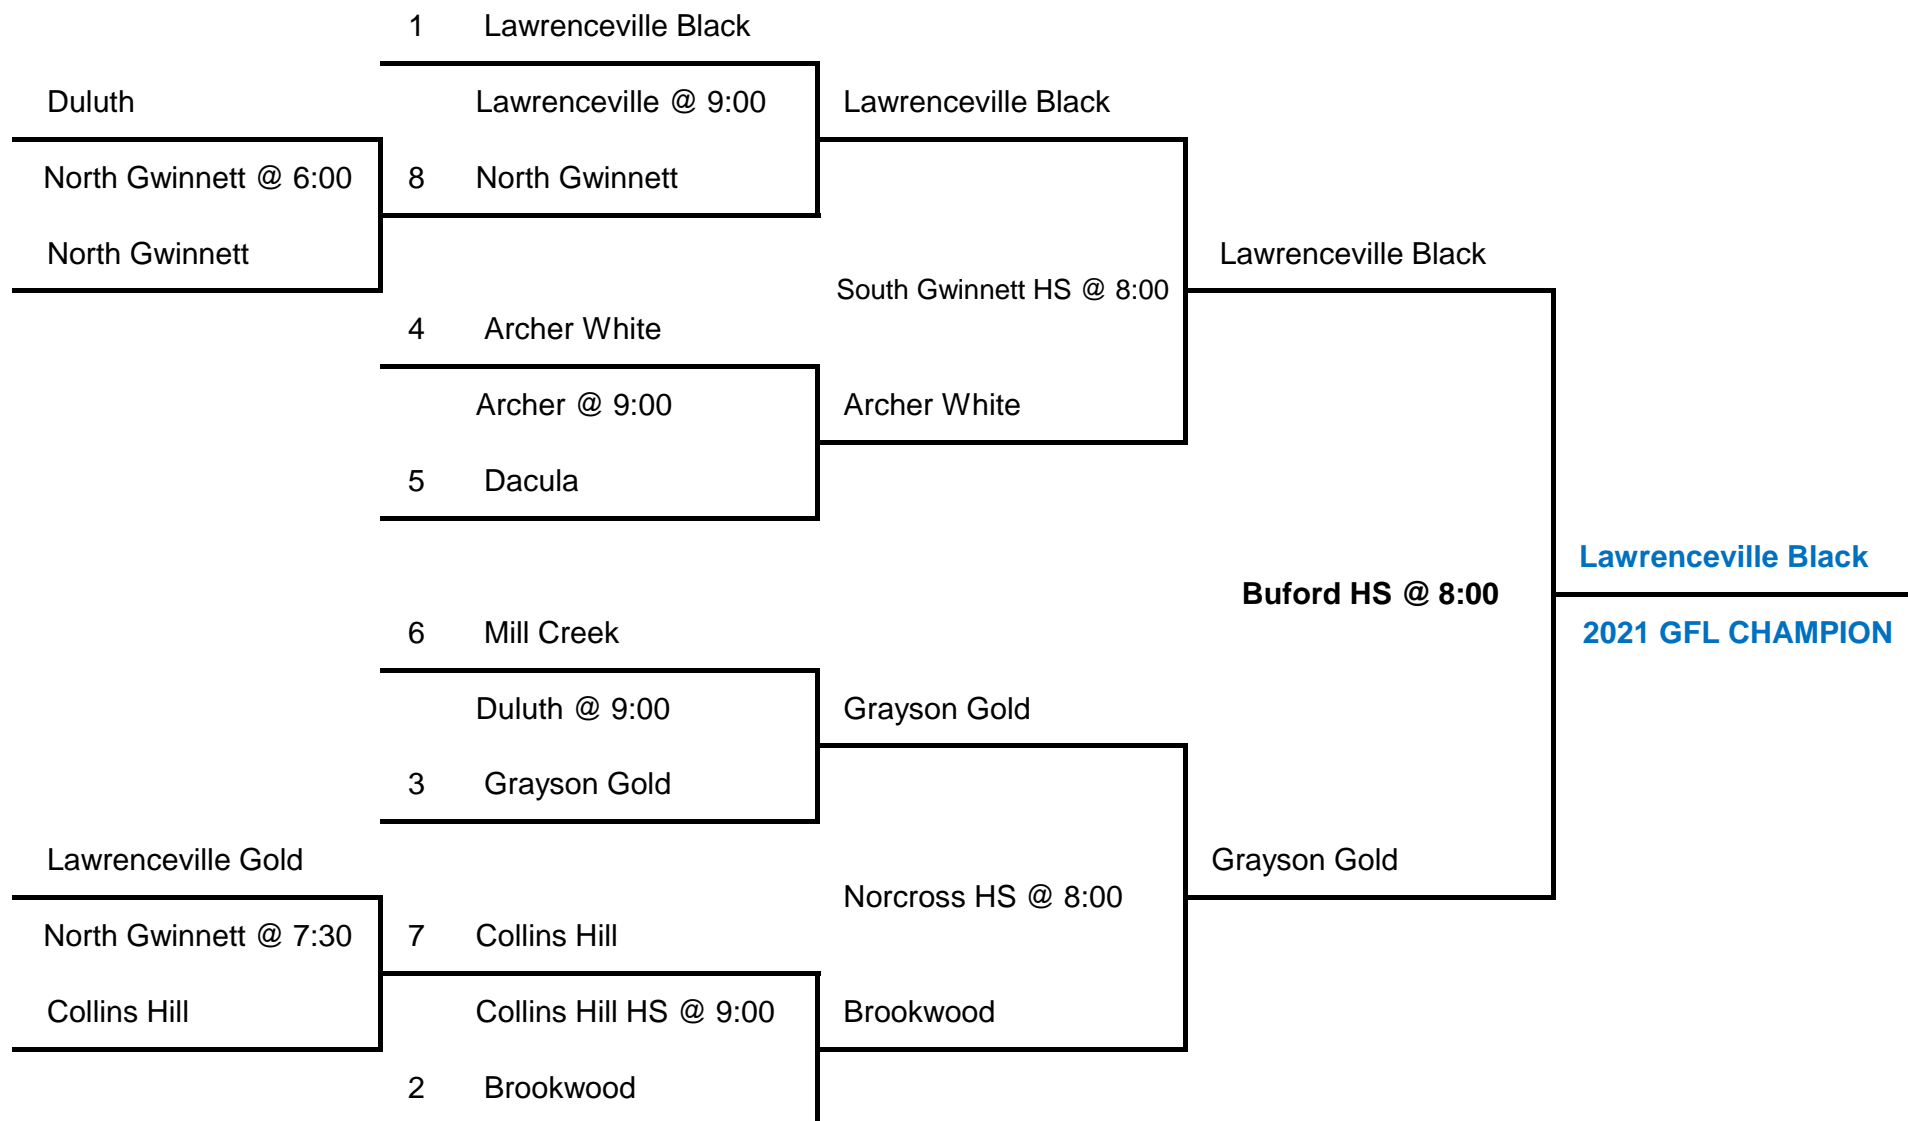 1 Lawrenceville Black
Duluth
Lawrenceville @ 9:00
Lawrenceville Black
North Gwinnett @ 6:00
8 North Gwinnett
North Gwinnett
Lawrenceville Black
South Gwinnett HS @ 8:00
4 Archer White
Archer @ 9:00
Archer White
5 Dacula
Lawrenceville Black
Buford HS @ 8:00
6 Mill Creek
2021 GFL CHAMPION
Duluth @ 9:00
Grayson Gold
3 Grayson Gold
Lawrenceville Gold
Grayson Gold
Norcross HS @ 8:00
North Gwinnett @ 7:30
7 Collins Hill
Collins Hill
Collins Hill HS @ 9:00
Brookwood
2 Brookwood